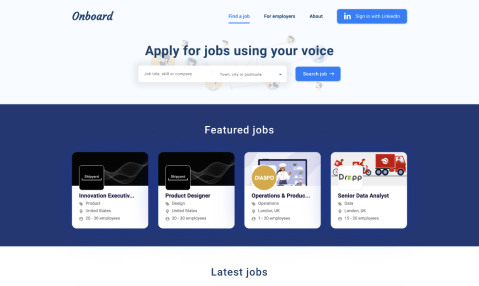 Onboard
Find a job
For employers
About
Sign in with LinkedIn
Apply for jobs using your voice
Job title, skill or company
Town, city or postcode
Search job →
Featured jobs
Shipyard
Innovation Executiv...
Product
United States
20 - 30 employees
Shipyard
Product Designer
Design
United States
20 - 30 employees
DIASPO
Operations & Produc...
Operations
London, UK
1 - 20 employees
Drrpp
Senior Data Analyst
Data
London, UK
10 - 30 employees
Latest jobs